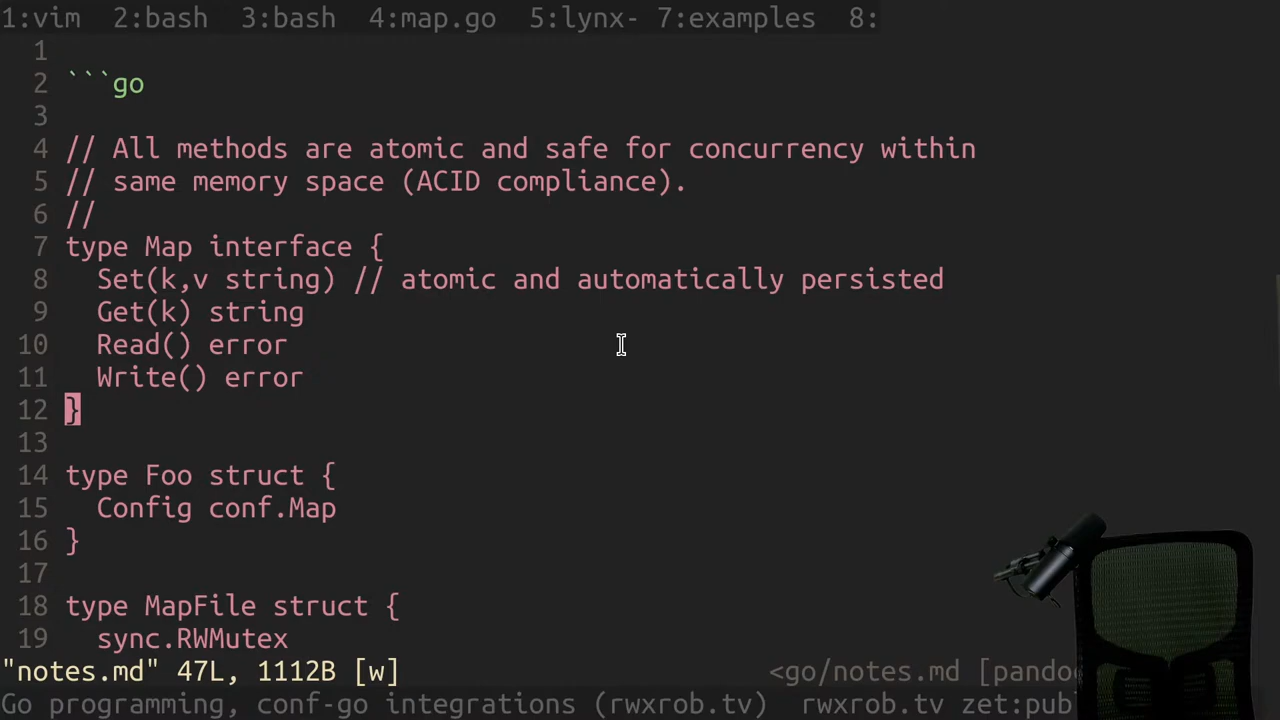 1:vim 2:bash 3:bash 4:map.go 5:lynx- 7:examples 8:
1
2 ```go
3
4 // All methods are atomic and safe for concurrency within
5 // same memory space (ACID compliance).
6 //
7 type Map interface {
8 Set(k,v string) // atomic and automatically persisted
9 Get(k) string
10 Read() error
11 Write() error
12 }
13
14 type Foo struct {
15 Config conf.Map
16 }
17
18 type MapFile struct {
19 sync.RWMutex
"notes.md" 47L, 1112B [w] <go/notes.md [pandoc
Go programming, conf-go integrations (rwxrob.tv) rwxrob.tv zet:pub